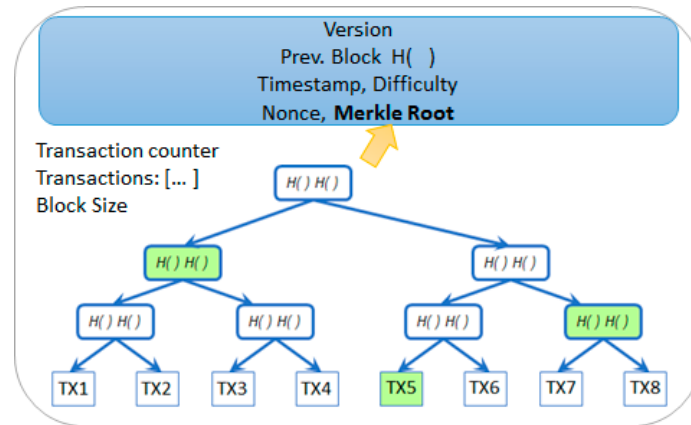 Version
Prev. Block H( )
Timestamp, Difficulty
Nonce, Merkle Root
Transaction counter
Transactions: [... ]
Block Size
H( ) H( )
H( ) H( )
H( ) H( )
H( ) H( )
H( ) H( )
H( ) H( )
H( ) H( )
TX1
TX2
TX3
TX4
TX5
TX6
TX7
TX8